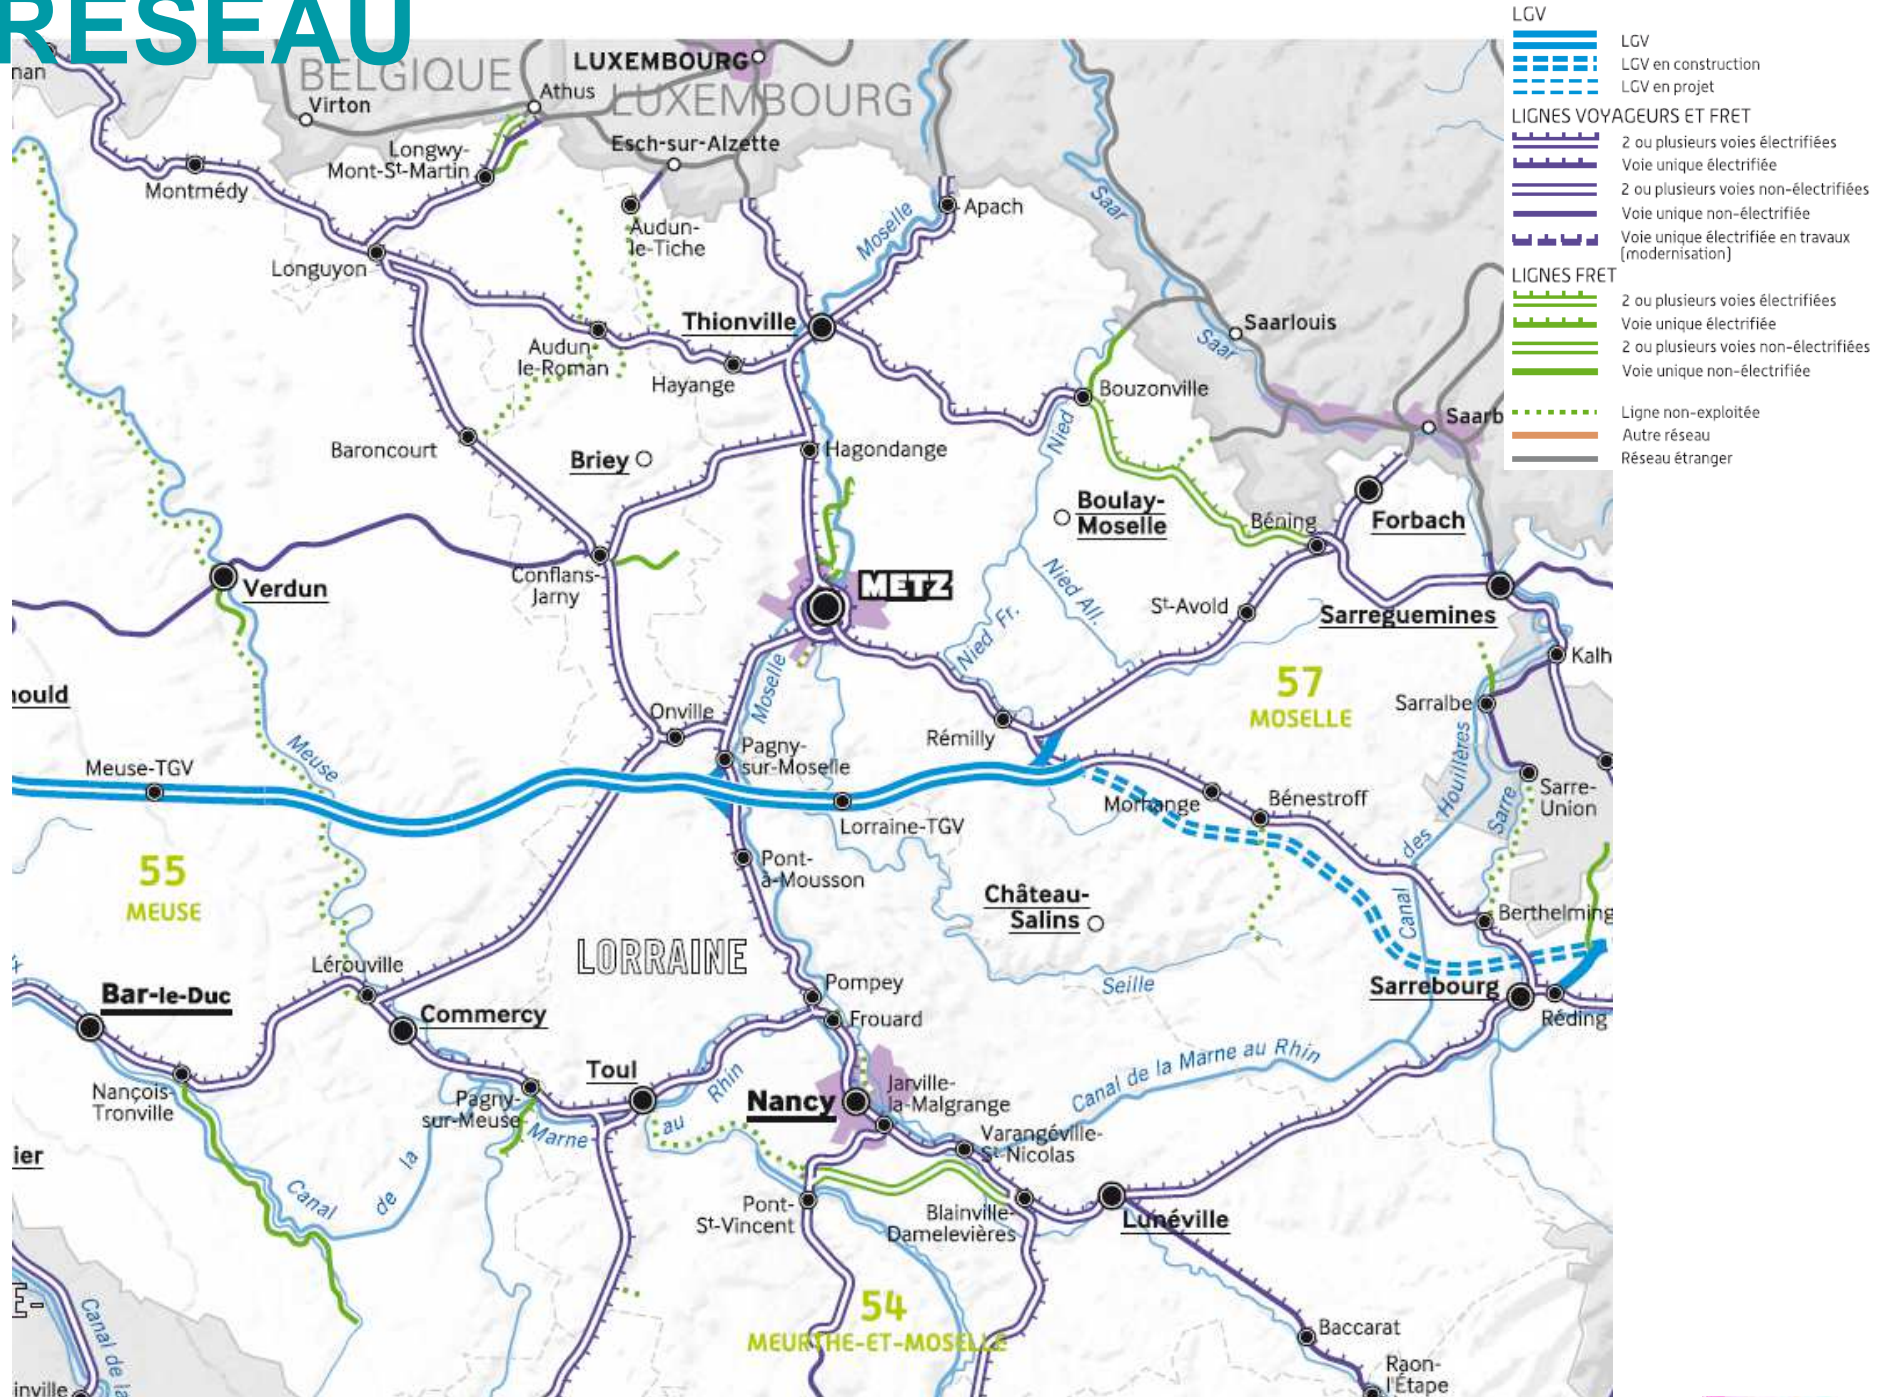 RESEAU
LGV
LGV
LGV en construction
LGV en projet
LIGNES VOYAGEURS ET FRET
2 ou plusieurs voies électrifiées
Voie unique électrifiée
2 ou plusieurs voies non-électrifiées
Voie unique non-électrifiée
Voie unique électrifiée en travaux
[modernisation]
LIGNES FRET
2 ou plusieurs voies électrifiées
Voie unique électrifiée
2 ou plusieurs voies non-électrifiées
Voie unique non-électrifiée
Ligne non-exploitée
Autre réseau
Réseau étranger
nan
BELGIQUE
LUXEMBOURG
LUXEMBOURG
Virton
Athus
Esch-sur-Alzette
Longwy-
Mont-St-Martin
Montmédy
Audun-
le-Tiche
Moselle
Apach
Saar
Longuyon
Thionville
Saarlouis
Saar
Audun-
le-Roman
Hayange
Bouzonville
Saarb
Nied
Baroncourt
Briey
Hagondange
Boulay-
Moselle
Béning
Forbach
Conflans-
Jarny
Verdun
METZ
Nied All.
Nied Fr.
St-Avold
Sarreguemines
Kalh
57
MOSELLE
nould
Moselle
Onville
Sarralbe
Rémilly
Meuse
Pagny-
sur-Moselle
Meuse-TGV
Houillères
des
Canal
Sarre
Sarre-
Union
Morhange
Bénestroff
Lorraine-TGV
55
MEUSE
Pont-
à-Mousson
Château-
Salins
Berthelming
LORRAINE
Lérouville
Pompey
Seille
Sarrebourg
Bar-le-Duc
Commercy
Frouard
Réding
Toul
Rhin
au
Canal de la Marne au Rhin
Nançois-
Tronville
Pagny-
sur-Meuse
Marne
Nancy
Jarville-
la-Malgrange
Varangéville-
St-Nicolas
ier
Canal
de
la
Pont-
St-Vincent
Blainville-
Damelevières
Lunéville
E-
Canal de la
54
MEURTHE-ET-MOSELLE
Baccarat
Raon-
l'Étape
inville